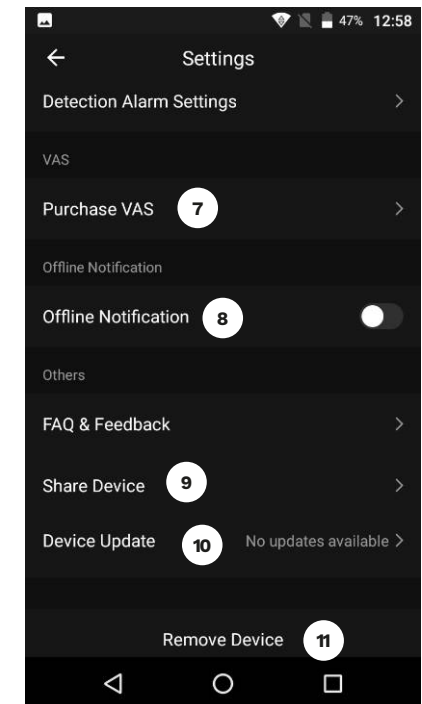 47% 12:58
Settings
Detection Alarm Settings
VAS
Purchase VAS 7
Offline Notification
Offline Notification 8
Others
FAQ & Feedback
Share Device 9
Device Update 10 No updates available
Remove Device 11